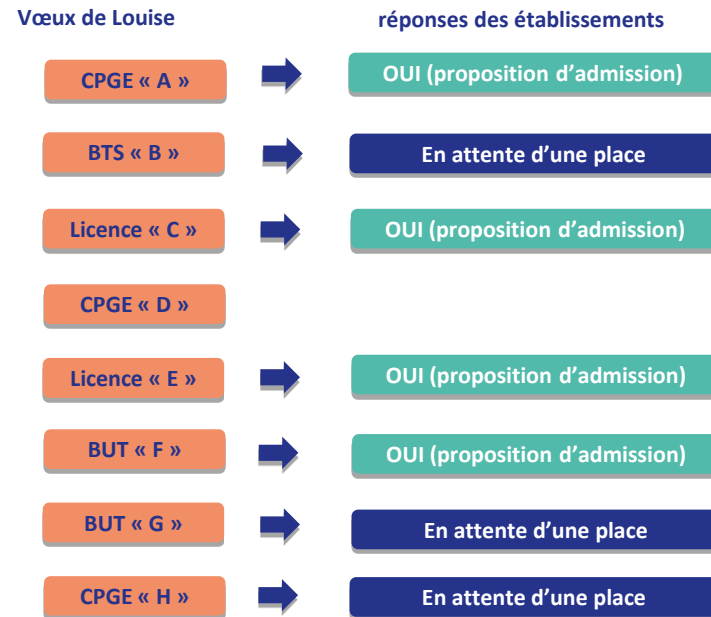 Vœux de Louise
réponses des établissements
CPGE « A »
OUI (proposition d’admission)
BTS « B »
En attente d’une place
Licence « C »
OUI (proposition d’admission)
CPGE « D »
Licence « E »
OUI (proposition d’admission)
BUT « F »
OUI (proposition d’admission)
BUT « G »
En attente d’une place
CPGE « H »
En attente d’une place